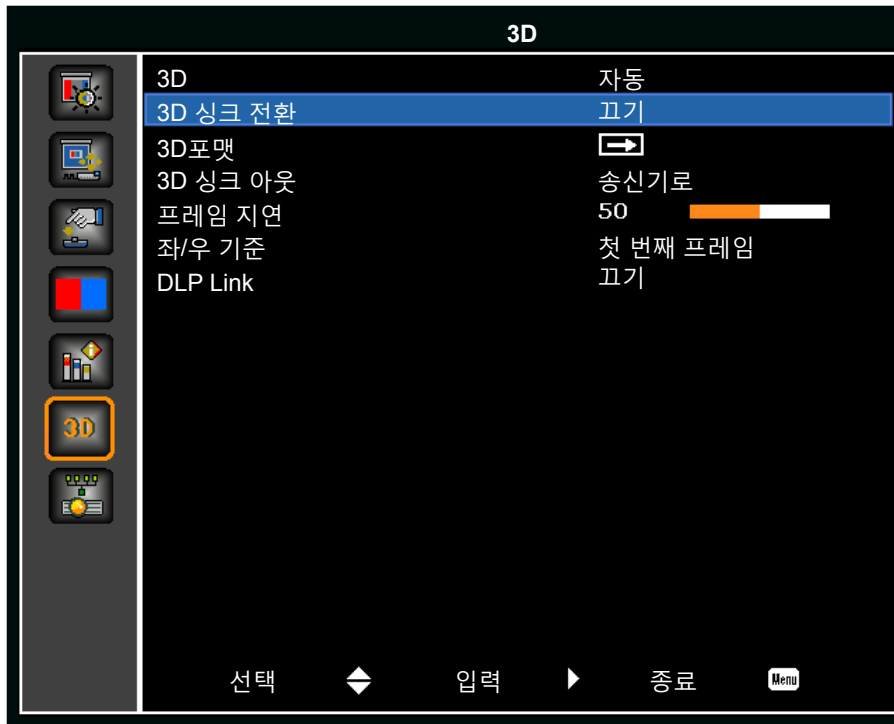 3D
3D 자동
3D 싱크 전환 끄기
3D포맷
3D 싱크 아웃 송신기로
프레임 지연 50
좌/우 기준 첫 번째 프레임
DLP Link 끄기
3D
선택 입력 종료 Menu